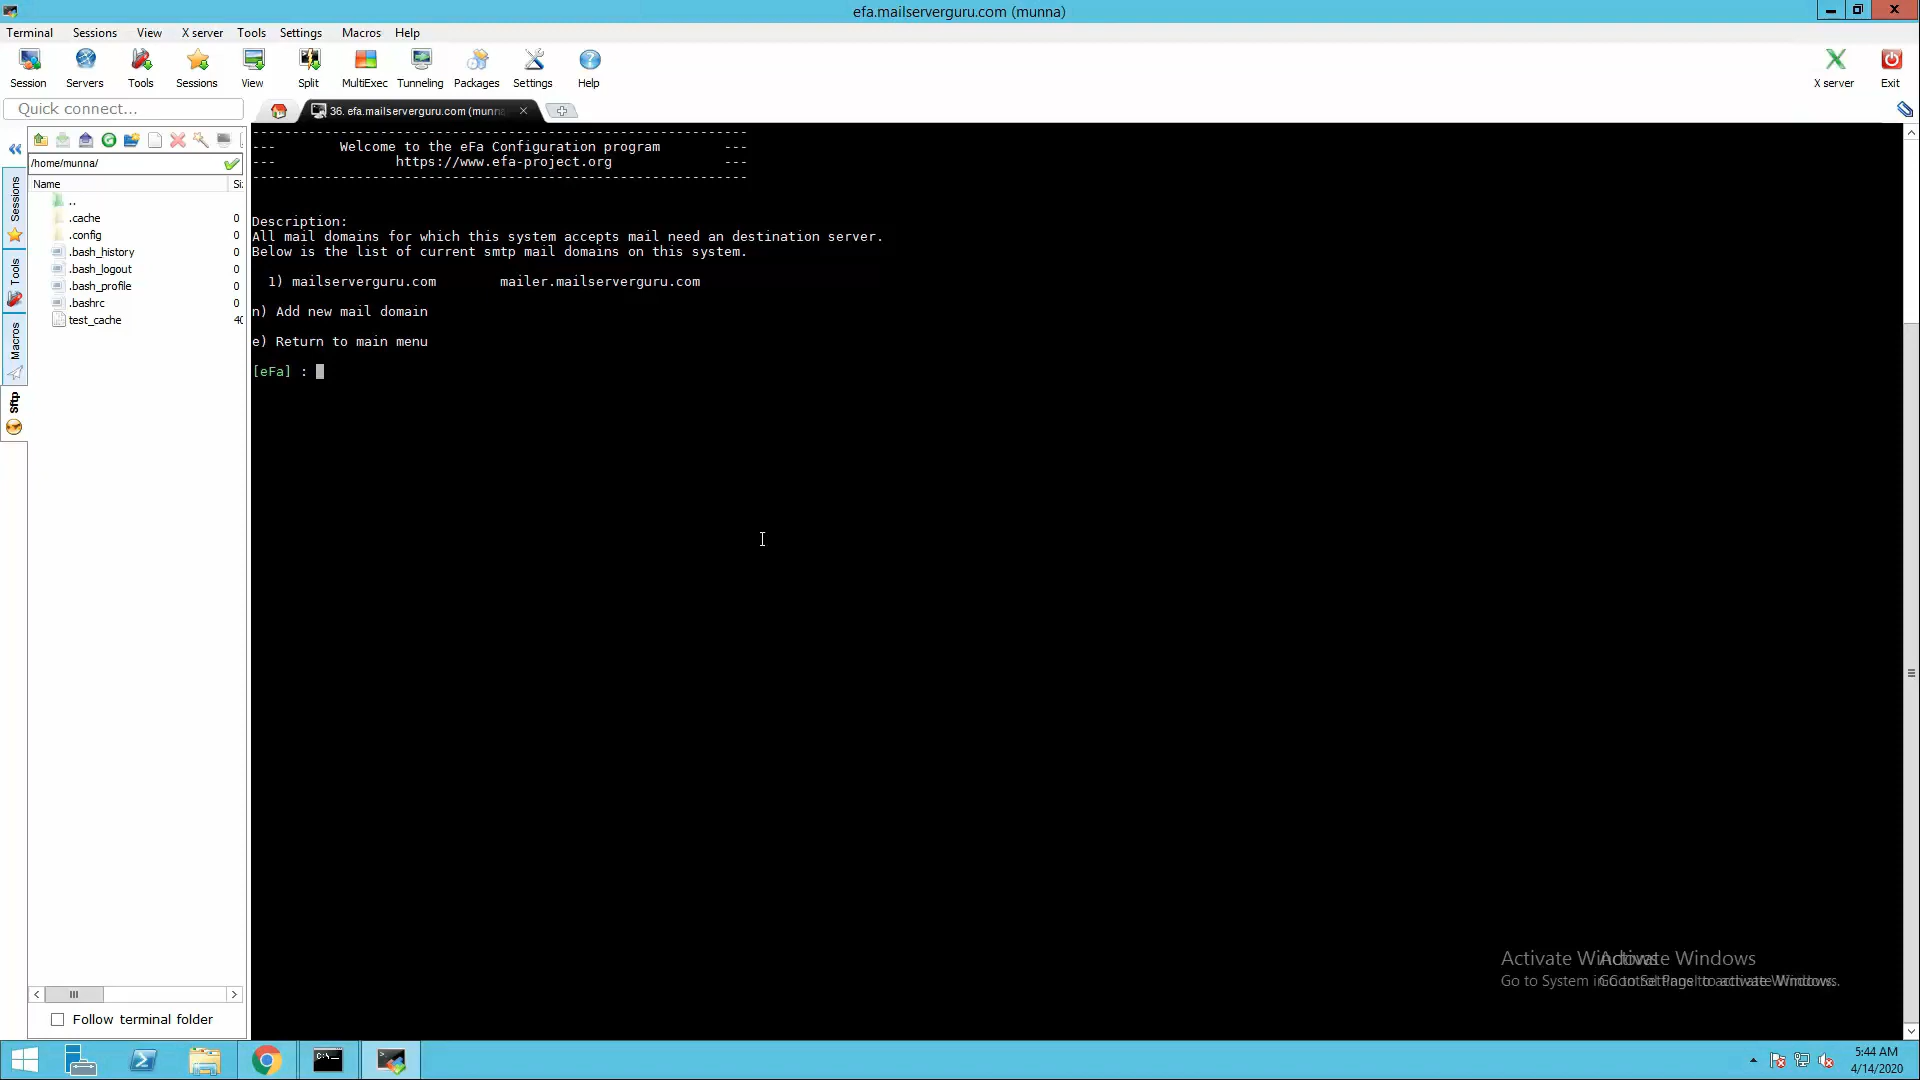 efa.mailserverguru.com (munna)
Terminal Sessions View X server Tools Settings Macros Help
Session Servers Tools Sessions View Split MultiExec Tunneling Packages Settings Help X server Exit
Quick connect...
36. efa.mailserverguru.com (munna
/home/munna/
Name
..
.cache 0
.config 0
.bash_history 0
.bash_logout 0
.bash_profile 0
.bashrc 0
test_cache
Sessions
Tools
Macros
Sftp
Follow terminal folder
--------------------------------------------------------------
--- Welcome to the eFa Configuration program ---
--- https://www.efa-project.org ---
--------------------------------------------------------------
Description:
All mail domains for which this system accepts mail need an destination server.
Below is the list of current smtp mail domains on this system.
1) mailserverguru.com mailer.mailserverguru.com
n) Add new mail domain
e) Return to main menu
[eFa] :
Activate Windows
5:44 AM
4/14/2020